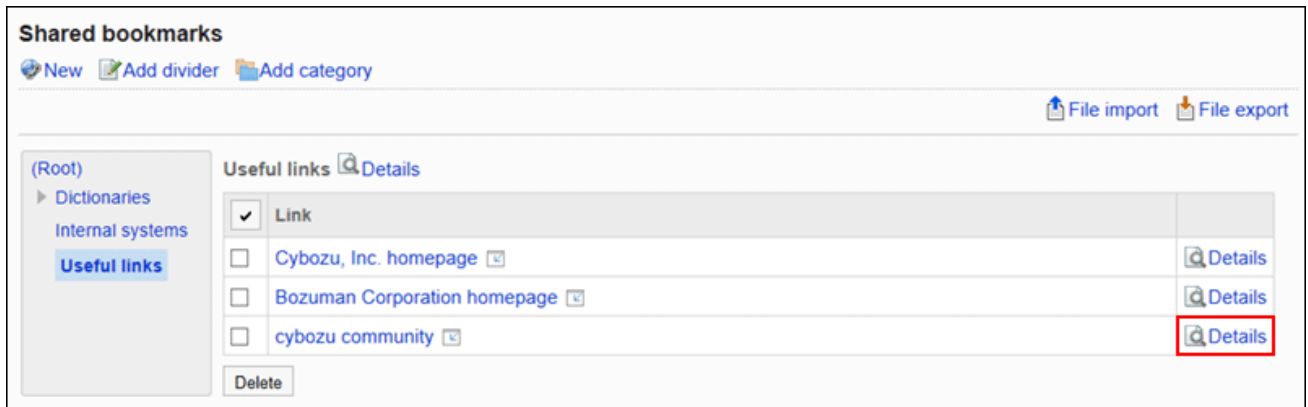 Shared bookmarks
New Add divider Add category
File import File export
(Root)
Dictionaries
Internal systems
Useful links
Useful links Details
Link
Cybozu, Inc. homepage Details
Bozuman Corporation homepage Details
cybozu community Details
Delete